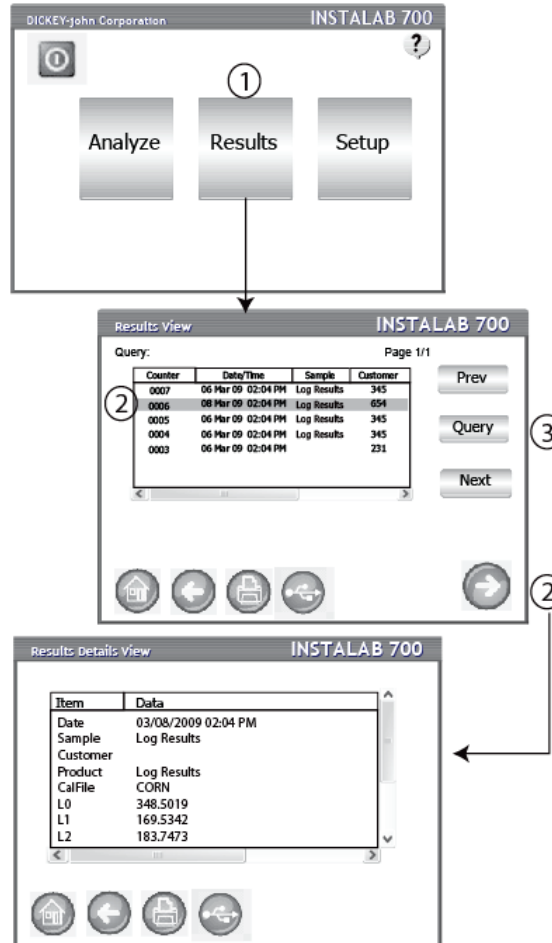 DICKEY-john Corporation INSTALAB 700
?
1
Analyze Results Setup
Results View INSTALAB 700
Query: Page 1/1
Counter Date/Time Sample Customer
0007 06 Mar 09 02:04 PM Log Results 345
0006 08 Mar 09 02:04 PM Log Results 654
0005 06 Mar 09 02:04 PM Log Results 345
0004 06 Mar 09 02:04 PM Log Results 345
0003 06 Mar 09 02:04 PM 231
2
Prev
Query
3
Next
2
Results Details View INSTALAB 700
Item Data
Date 03/08/2009 02:04 PM
Sample Log Results
Customer
Product Log Results
CalFile CORN
L0 348.5019
L1 169.5342
L2 183.7473